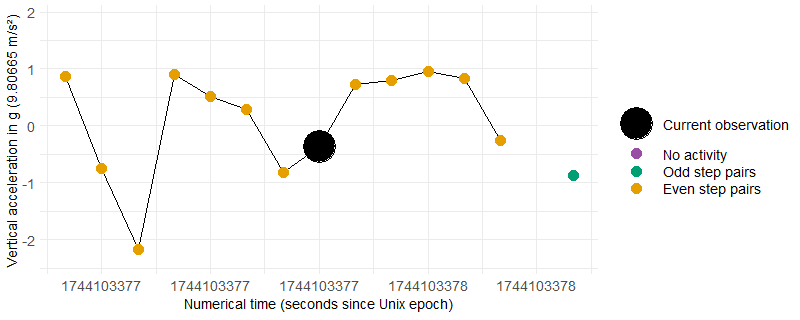 Vertical acceleration in g (9.80665 m/s²)
2
1
0
-1
-2
1744103377
1744103377
1744103377
1744103378
1744103378
Numerical time (seconds since Unix epoch)
Current observation
No activity
Odd step pairs
Even step pairs